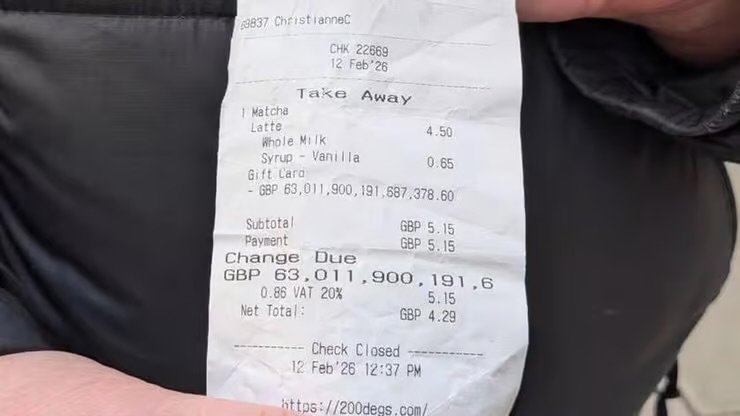 69837 ChristianneC
CHK 22669
12 Feb'26
Take Away
1 Matcha
Latte 4.50
Whole Milk
Syrup - Vanilla 0.65
Gift Card
- GBP 63,011,900,191,687,378.60
Subtotal GBP 5.15
Payment GBP 5.15
Change Due
GBP 63,011,900,191,6
0.86 VAT 20% 5.15
Net Total: GBP 4.29
Check Closed
12 Feb'26 12:37 PM
https://200degs.com/